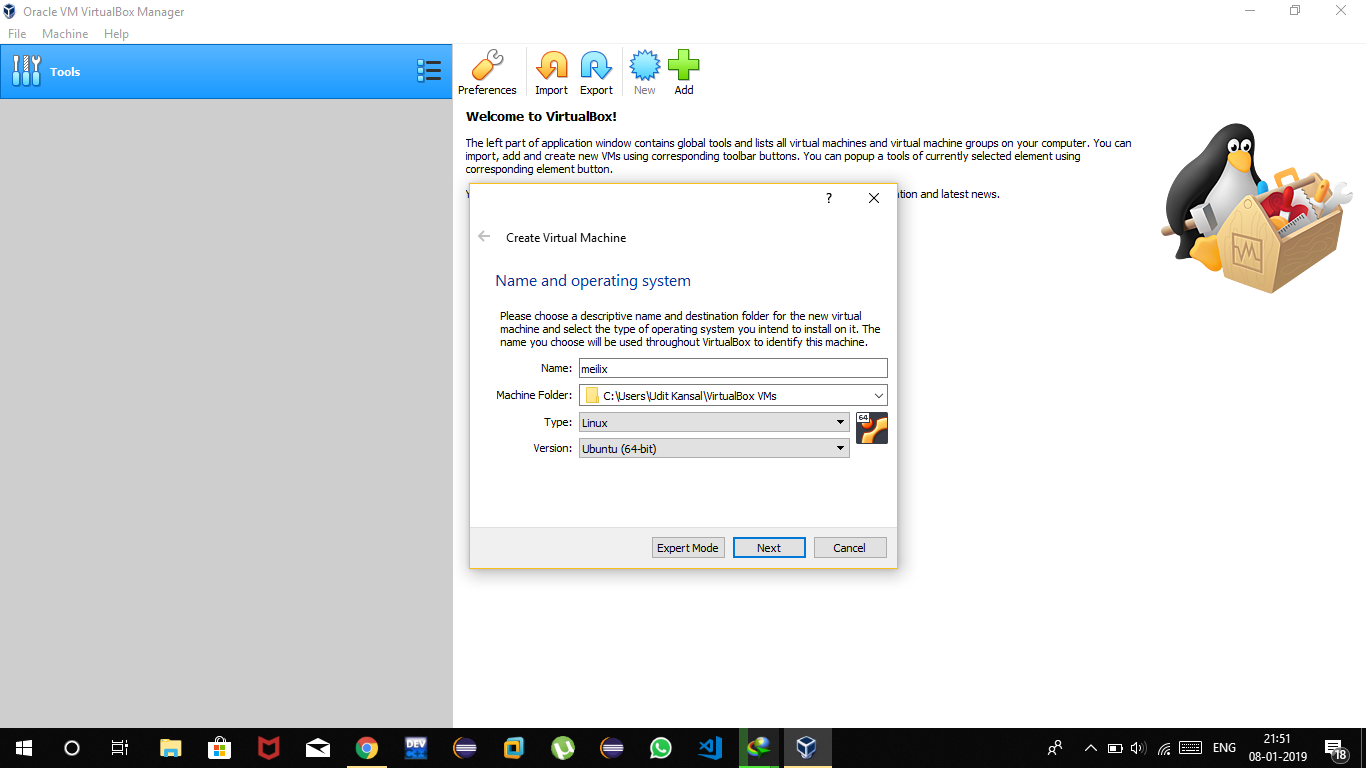 Oracle VM VirtualBox Manager
File Machine Help
Tools
Preferences Import Export New Add
Welcome to VirtualBox!
The left part of application window contains global tools and lists all virtual machines and virtual machine groups on your computer. You can
import, add and create new VMs using corresponding toolbar buttons. You can popup a tools of currently selected element using
corresponding element button.
and latest news.
?
Create Virtual Machine
Name and operating system
Please choose a descriptive name and destination folder for the new virtual
machine and select the type of operating system you intend to install on it. The
name you choose will be used throughout VirtualBox to identify this machine.
Name: meilix
Machine Folder: C:\Users\Udit Kansal\VirtualBox VMs
Type: Linux
64
Version: Ubuntu (64-bit)
Expert Mode Next Cancel
DEV
ENG
21:51
08-01-2019
18